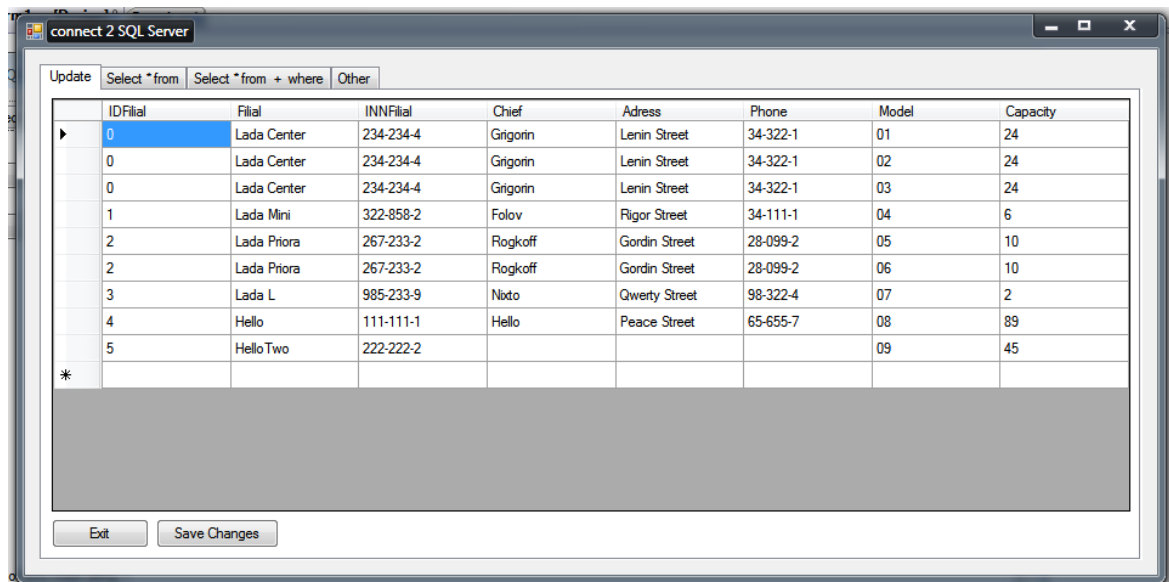 connect 2 SQL Server
Update Select * from Select * from + where Other
IDFilial Filial INNFilial Chief Adress Phone Model Capacity
0 Lada Center 234-234-4 Grigorin Lenin Street 34-322-1 01 24
0 Lada Center 234-234-4 Grigorin Lenin Street 34-322-1 02 24
0 Lada Center 234-234-4 Grigorin Lenin Street 34-322-1 03 24
1 Lada Mini 322-858-2 Folov Rigor Street 34-111-1 04 6
2 Lada Priora 267-233-2 Rogkoff Gordin Street 28-099-2 05 10
2 Lada Priora 267-233-2 Rogkoff Gordin Street 28-099-2 06 10
3 Lada L 985-233-9 Nixto Qwerty Street 98-322-4 07 2
4 Hello 111-111-1 Hello Peace Street 65-655-7 08 89
5 HelloTwo 222-222-2 09 45
Exit Save Changes